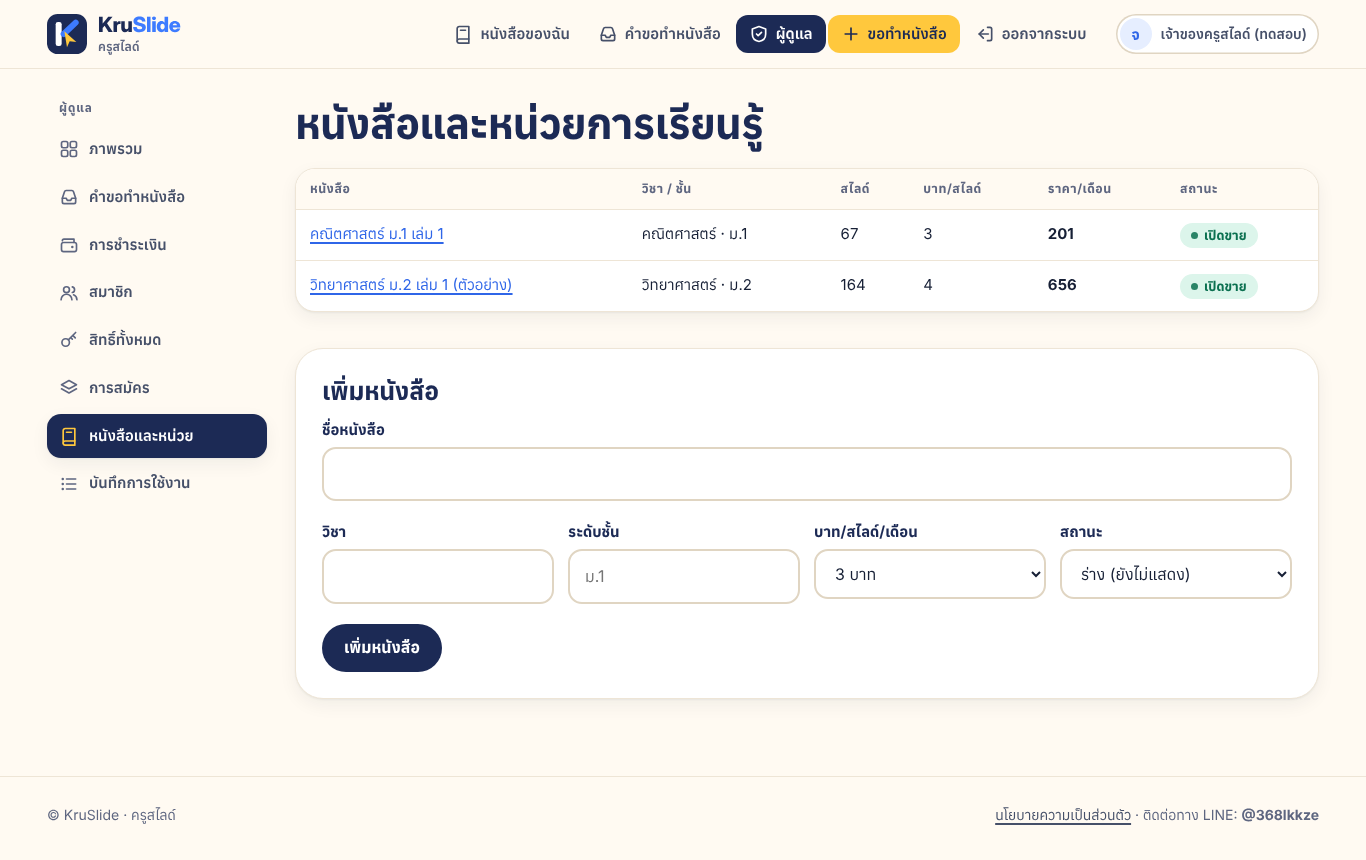 KruSlide
ครูสไลด์
หนังสือของฉัน
คำขอทำหนังสือ
ผู้ดูแล
ขอทำหนังสือ
ออกจากระบบ
จ
เจ้าของครูสไลด์ (ทดสอบ)
ผู้ดูแล
ภาพรวม
คำขอทำหนังสือ
การชำระเงิน
สมาชิก
สิทธิ์ทั้งหมด
การสมัคร
หนังสือและหน่วย
บันทึกการใช้งาน
หนังสือและหน่วยการเรียนรู้
หนังสือ วิชา / ชั้น สไลด์ บาท/สไลด์ ราคา/เดือน สถานะ
คณิตศาสตร์ ม.1 เล่ม 1 คณิตศาสตร์ · ม.1 67 3 201 เปิดขาย
วิทยาศาสตร์ ม.2 เล่ม 1 (ตัวอย่าง) วิทยาศาสตร์ · ม.2 164 4 656 เปิดขาย
เพิ่มหนังสือ
ชื่อหนังสือ
วิชา ระดับชั้น บาท/สไลด์/เดือน สถานะ
ม.1 3 บาท ร่าง (ยังไม่แสดง)
เพิ่มหนังสือ
© KruSlide · ครูสไลด์
นโยบายความเป็นส่วนตัว · ติดต่อทาง LINE: @368lkkze